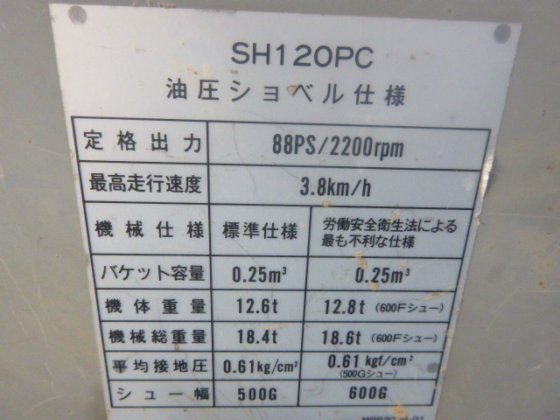 SH120PC
油圧ショベル仕様
定格出力 88PS/2200rpm
最高走行速度 3.8km/h
機械仕様 標準仕様 労働安全衛生法による
最も不利な仕様
バケット容量 0.25m³ 0.25m³
機体重量 12.6t 12.8t (600Fシュー)
機械総重量 18.4t 18.6t (600Fシュー)
平均接地圧 0.61kg/cm² 0.61 kgf/cm²
(500Gシュー)
シュー幅 500G 600G